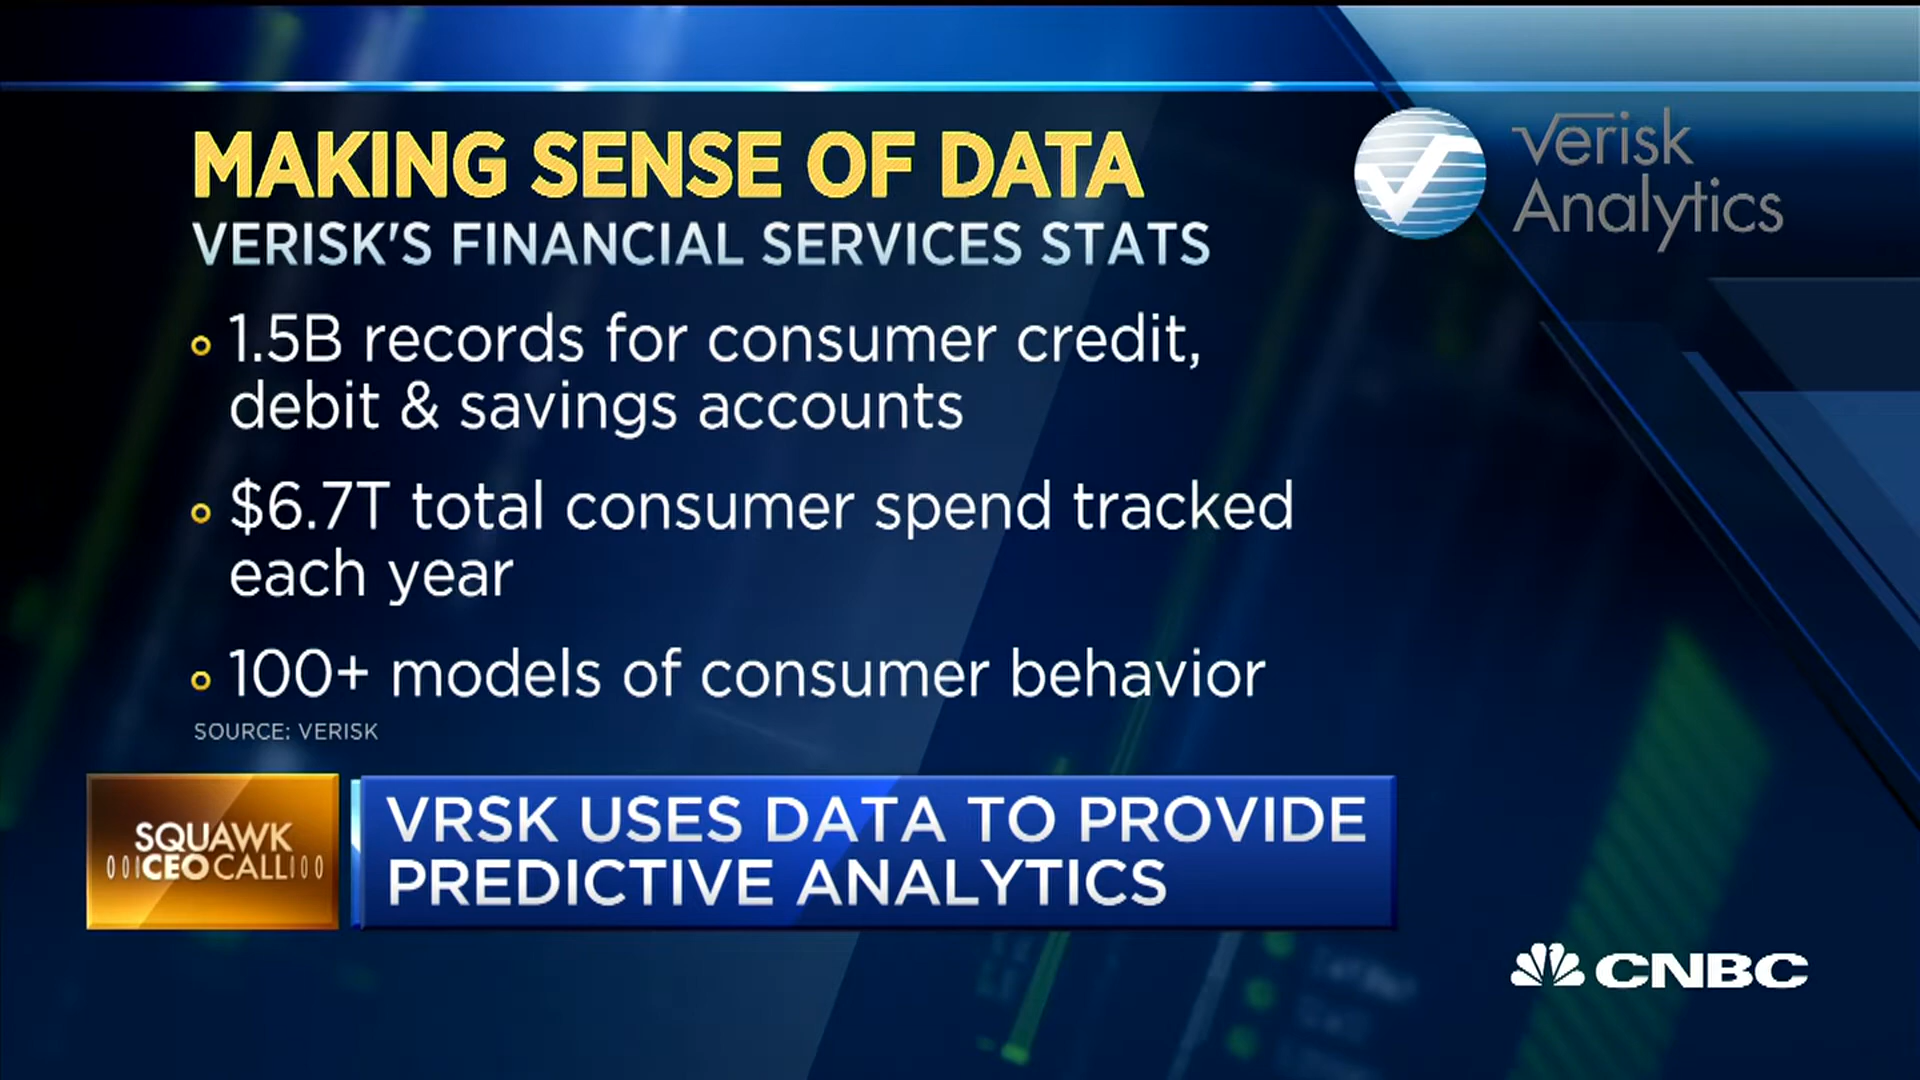 MAKING SENSE OF DATA
VERISK'S FINANCIAL SERVICES STATS
1.5B records for consumer credit,
debit & savings accounts
$6.7T total consumer spend tracked
each year
100+ models of consumer behavior
SOURCE: VERISK
Verisk
Analytics
SQUAWK
CEO CALL
VRSK USES DATA TO PROVIDE
PREDICTIVE ANALYTICS
CNBC